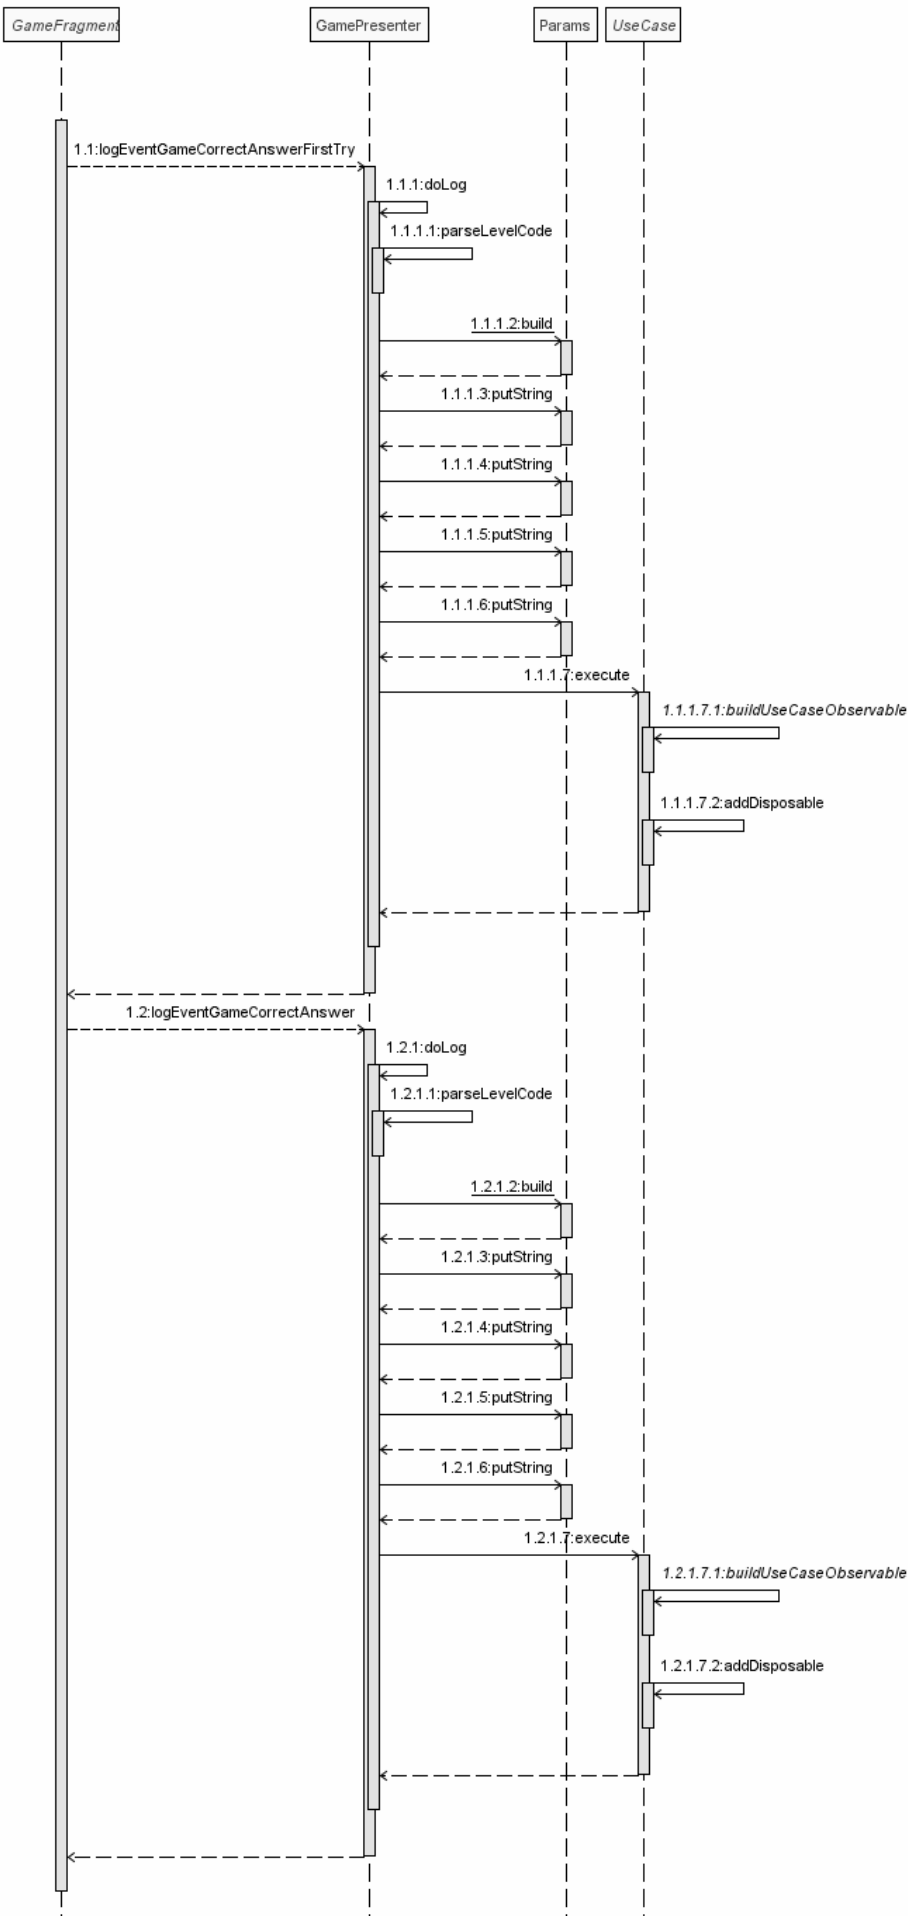 GameFragment
GamePresenter
Params
UseCase
1.1:logEventGameCorrectAnswerFirstTry
1.1.1:doLog
1.1.1.1:parseLevelCode
1.1.1.2:build
1.1.1.3:putString
1.1.1.4:putString
1.1.1.5:putString
1.1.1.6:putString
1.1.1.7:execute
1.1.1.7.1:buildUseCaseObservable
1.1.1.7.2:addDisposable
1.2:logEventGameCorrectAnswer
1.2.1:doLog
1.2.1.1:parseLevelCode
1.2.1.2:build
1.2.1.3:putString
1.2.1.4:putString
1.2.1.5:putString
1.2.1.6:putString
1.2.1.7:execute
1.2.1.7.1:buildUseCaseObservable
1.2.1.7.2:addDisposable